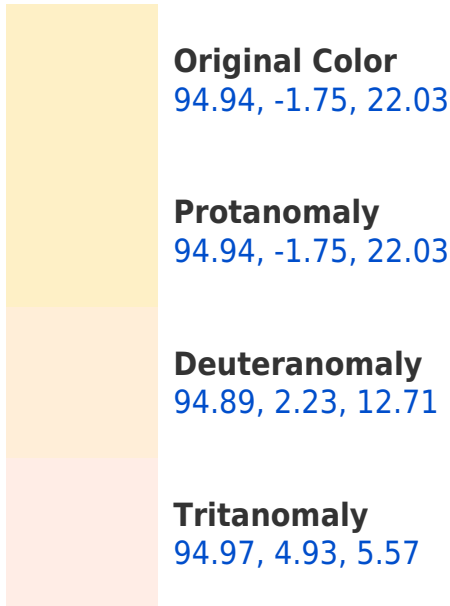 Original Color
94.94, -1.75, 22.03
Protanomaly
94.94, -1.75, 22.03
Deuteranomaly
94.89, 2.23, 12.71
Tritanomaly
94.97, 4.93, 5.57